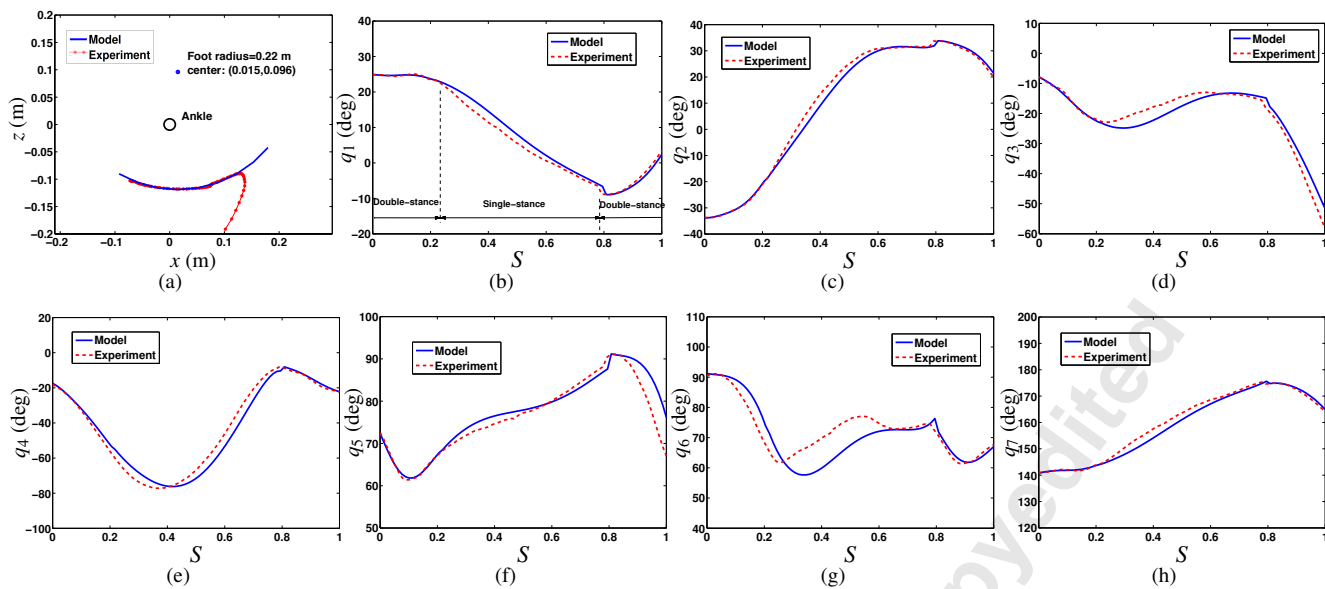 0.2
0.15
0.1
0.05
0
−0.05
−0.1
−0.15
−0.2
z (m)
Model
Experiment
Foot radius=0.22 m
center: (0.015,0.096)
Ankle
−0.2 −0.1 0 0.1 0.2
x (m)
(a)
40
30
20
10
0
−10
−20
q1 (deg)
Model
Experiment
Double−stance Single−stance Double−stance
0 0.2 0.4 0.6 0.8 1
S
(b)
40
30
20
10
0
−10
−20
−30
−40
q2 (deg)
Model
Experiment
0 0.2 0.4 0.6 0.8 1
S
(c)
10
0
−10
−20
−30
−40
−50
−60
q3 (deg)
Model
Experiment
0 0.2 0.4 0.6 0.8 1
S
(d)
20
0
−20
−40
−60
−80
−100
q4 (deg)
Model
Experiment
0 0.2 0.4 0.6 0.8 1
S
(e)
100
90
80
70
60
50
q5 (deg)
Model
Experiment
0 0.2 0.4 0.6 0.8 1
S
(f)
110
100
90
80
70
60
50
40
q6 (deg)
Model
Experiment
0 0.2 0.4 0.6 0.8 1
S
(g)
200
190
180
170
160
150
140
130
120
q7 (deg)
Model
Experiment
0 0.2 0.4 0.6 0.8 1
S
(h)
pyedited